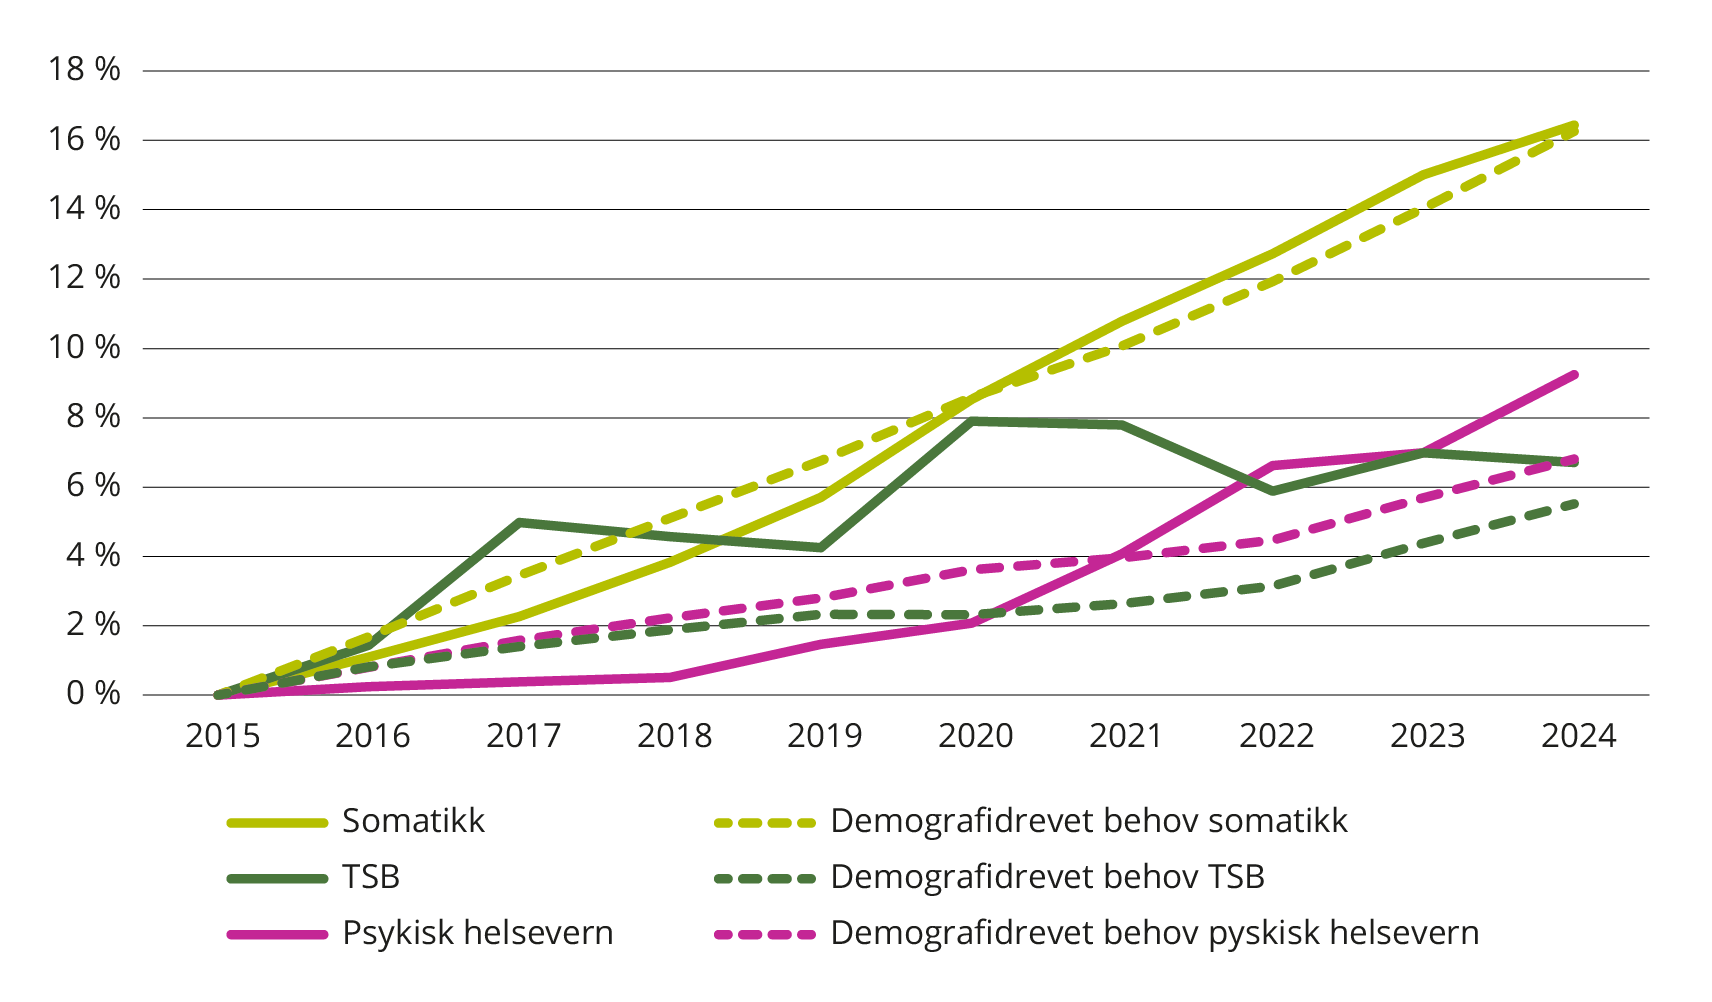 18 %
16 %
14 %
12 %
10 %
8 %
6 %
4 %
2 %
0 %
2015 2016 2017 2018 2019 2020 2021 2022 2023 2024
Somatikk Demografidrevet behov somatikk
TSB Demografidrevet behov TSB
Psykisk helsevern Demografidrevet behov pyskisk helsevern